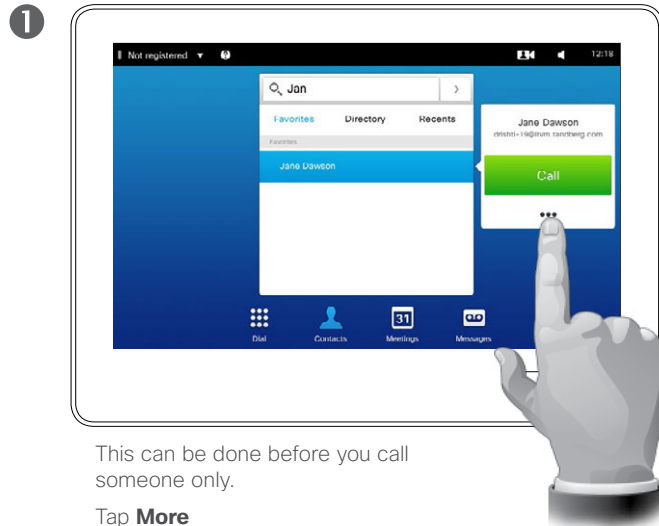 1
Not registered ? 12:18
Jan
Favorites Directory Recents
Favorites
Jane Dawson
Jane Dawson
Call
31
Dial Contacts Meetings Messages
This can be done before you call
someone only.
Tap More